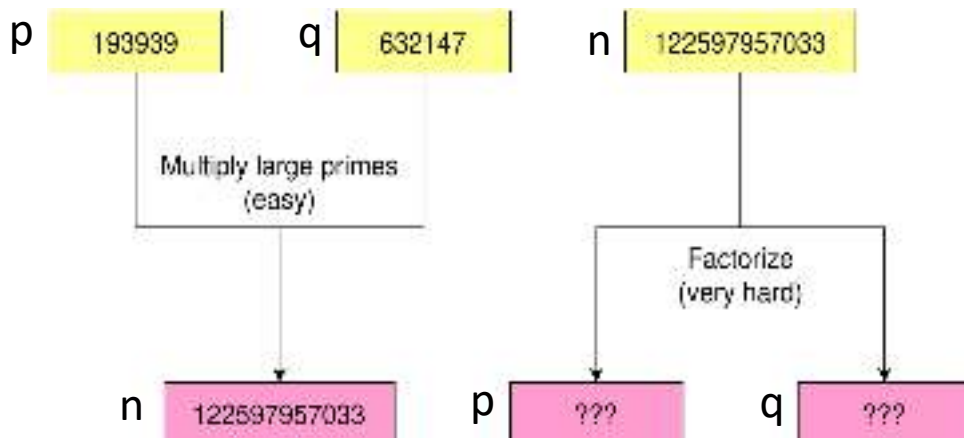 p 193939 q 632147 n 122597957033
Multiply large primes
(easy)
Factorize
(very hard)
n 122597957033 p ??? q ???